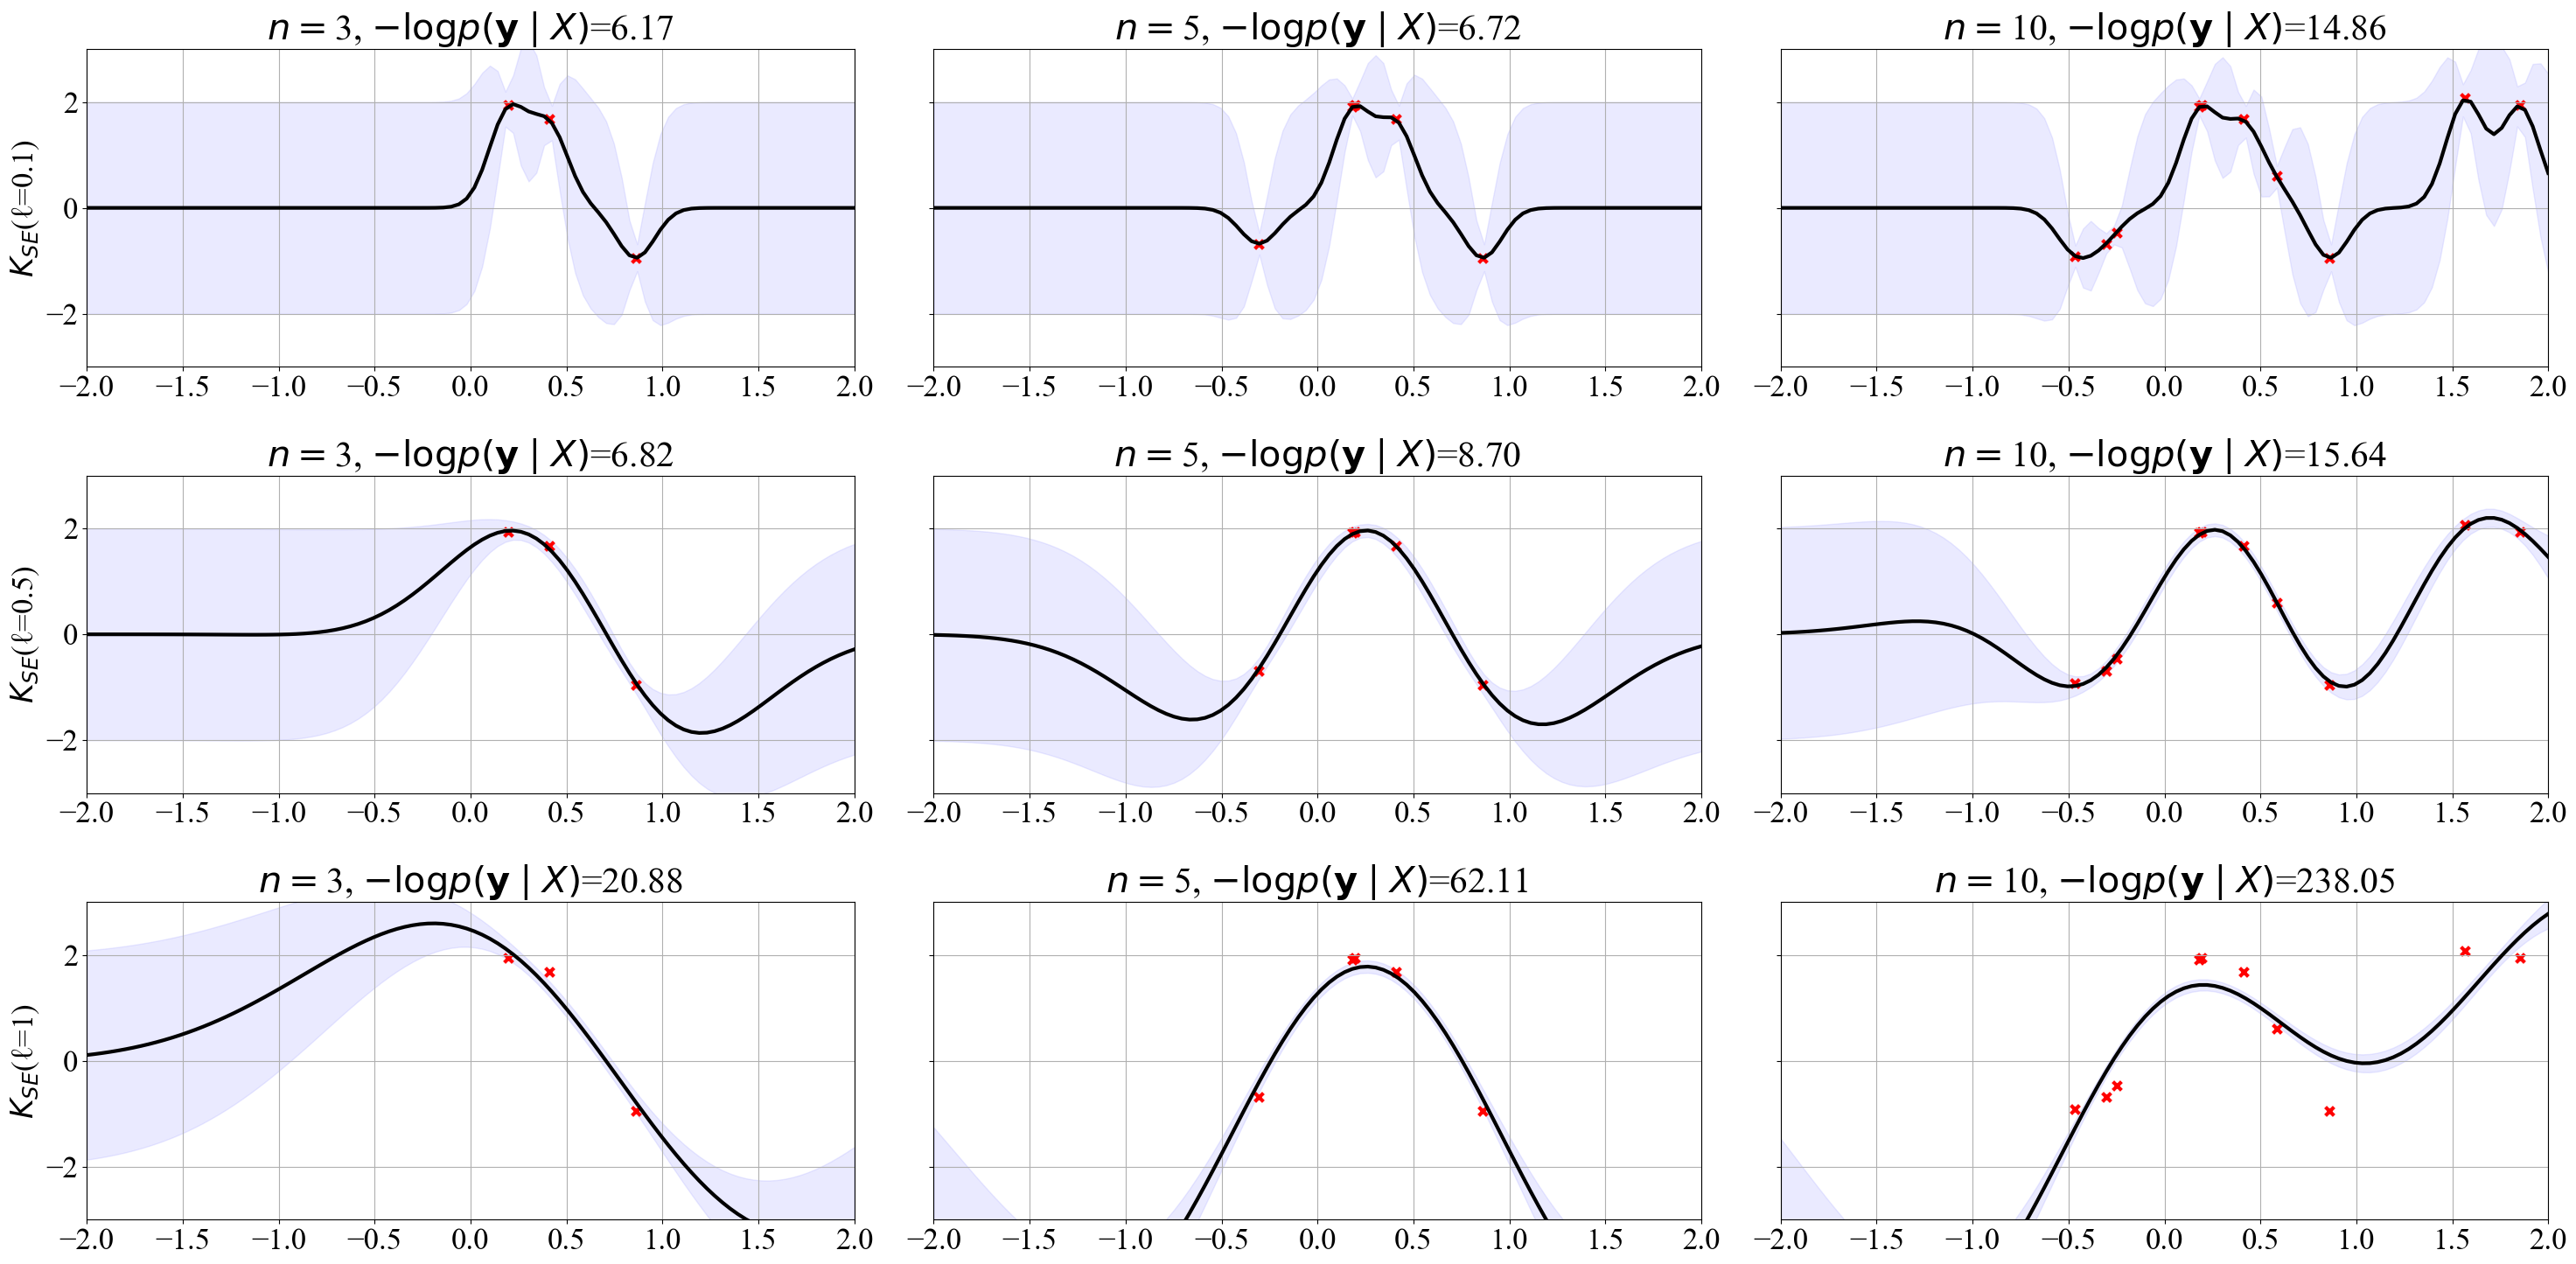 n = 3, −logp(y | X)=6.17
n = 5, −logp(y | X)=6.72
n = 10, −logp(y | X)=14.86
K_SE(ℓ=0.1)
2
0
−2
−2.0 −1.5 −1.0 −0.5 0.0 0.5 1.0 1.5 2.0
−2.0 −1.5 −1.0 −0.5 0.0 0.5 1.0 1.5 2.0
−2.0 −1.5 −1.0 −0.5 0.0 0.5 1.0 1.5 2.0
n = 3, −logp(y | X)=6.82
n = 5, −logp(y | X)=8.70
n = 10, −logp(y | X)=15.64
K_SE(ℓ=0.5)
2
0
−2
−2.0 −1.5 −1.0 −0.5 0.0 0.5 1.0 1.5 2.0
−2.0 −1.5 −1.0 −0.5 0.0 0.5 1.0 1.5 2.0
−2.0 −1.5 −1.0 −0.5 0.0 0.5 1.0 1.5 2.0
n = 3, −logp(y | X)=20.88
n = 5, −logp(y | X)=62.11
n = 10, −logp(y | X)=238.05
K_SE(ℓ=1)
2
0
−2
−2.0 −1.5 −1.0 −0.5 0.0 0.5 1.0 1.5 2.0
−2.0 −1.5 −1.0 −0.5 0.0 0.5 1.0 1.5 2.0
−2.0 −1.5 −1.0 −0.5 0.0 0.5 1.0 1.5 2.0